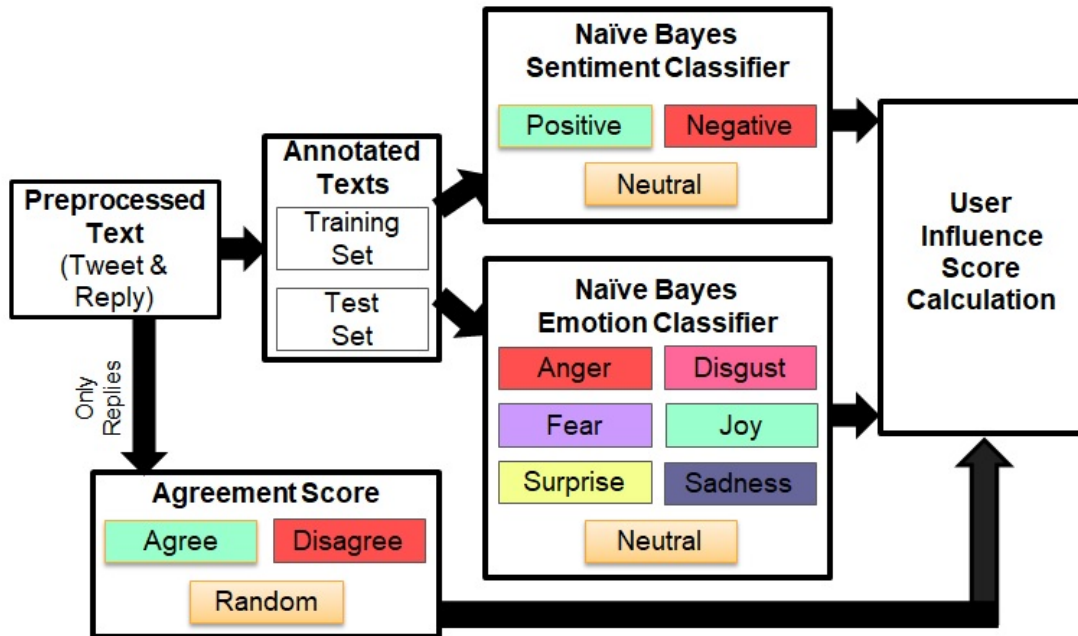 Preprocessed
Text
(Tweet &
Reply)
Only
Replies
Annotated
Texts
Training
Set
Test
Set
Naïve Bayes
Sentiment Classifier
Positive
Negative
Neutral
Naïve Bayes
Emotion Classifier
Anger
Disgust
Fear
Joy
Surprise
Sadness
Neutral
Agreement Score
Agree
Disagree
Random
User
Influence
Score
Calculation